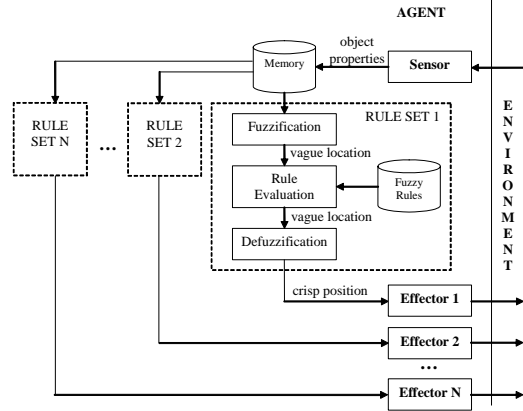 AGENT
object
properties
Memory
Sensor
ENVIRONMENT
RULE
SET N
...
RULE
SET 2
RULE SET 1
Fuzzification
vague location
Rule
Evaluation
Fuzzy
Rules
vague location
Defuzzification
crisp position
Effector 1
Effector 2
...
Effector N